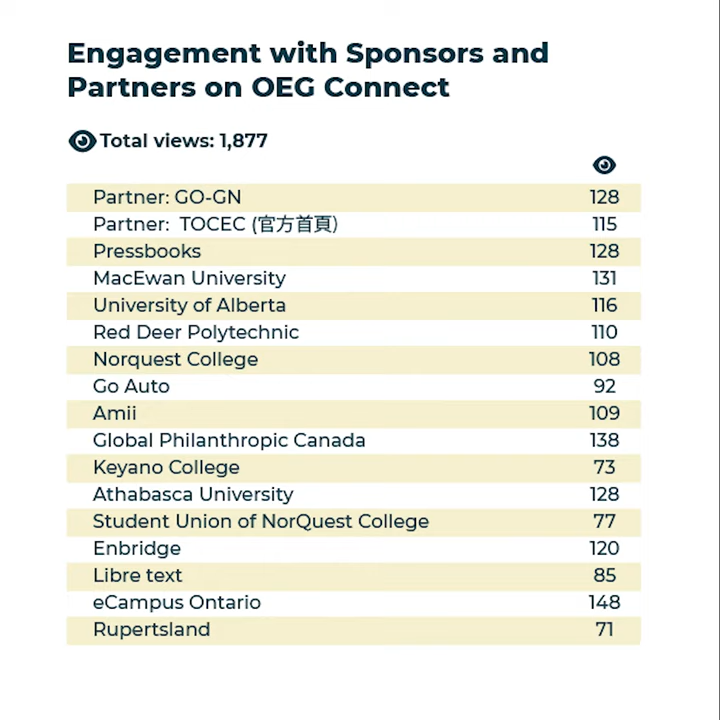 Engagement with Sponsors and
Partners on OEG Connect
Total views: 1,877
Partner: GO-GN 128
Partner: TOCEC (官方首頁) 115
Pressbooks 128
MacEwan University 131
University of Alberta 116
Red Deer Polytechnic 110
Norquest College 108
Go Auto 92
Amii 109
Global Philanthropic Canada 138
Keyano College 73
Athabasca University 128
Student Union of NorQuest College 77
Enbridge 120
Libre text 85
eCampus Ontario 148
Rupertsland 71